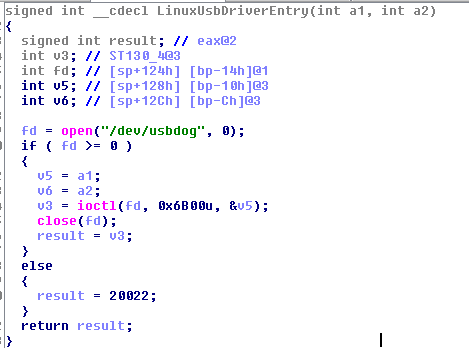 signed int __cdecl LinuxUsbDriverEntry(int a1, int a2)
{
  signed int result; // eax@2
  int v3; // ST130_4@3
  int fd; // [sp+124h] [bp-14h]@1
  int v5; // [sp+128h] [bp-10h]@3
  int v6; // [sp+12Ch] [bp-Ch]@3

  fd = open("/dev/usbdog", 0);
  if ( fd >= 0 )
  {
    v5 = a1;
    v6 = a2;
    v3 = ioctl(fd, 0x6B00u, &v5);
    close(fd);
    result = v3;
  }
  else
  {
    result = 20022;
  }
  return result;
}